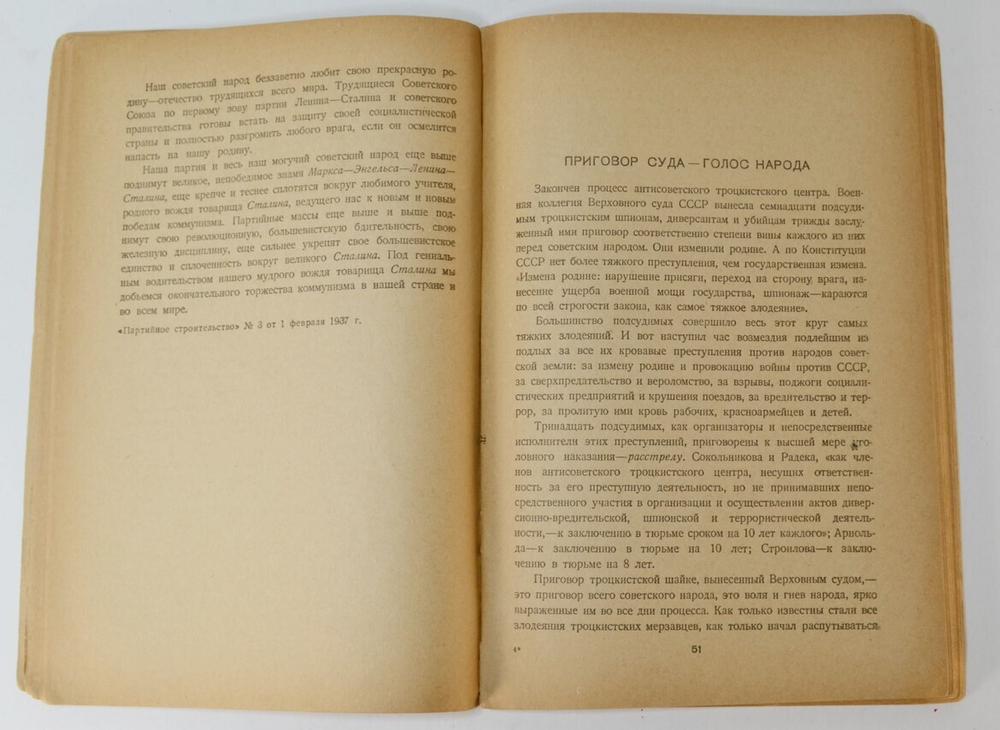 Наш советский народ беззаветно любит свою прекрасную ро-
дину—отечество трудящихся всего мира. Трудящиеся Советского
Союза по первому зову партии Ленина—Сталина и советского
правительства готовы встать на защиту своей социалистической
страны и полностью разгромить любого врага, если он осмелится
напасть на нашу родину.
Наша партия и весь наш могучий советский народ еще выше
поднимут великое, непобедимое знамя Маркса—Энгельса—Ленина—
Сталина, еще крепче и теснее сплотятся вокруг любимого учителя,
родного вождя товарища Сталина, ведущего нас к новым и новым
победам коммунизма. Партийные массы еще выше и выше под-
нимут свою революционную, большевистскую бдительность, свою
железную дисциплину, еще сильнее укрепят свое большевистское
единство и сплоченность вокруг великого Сталина. Под гениаль-
ным водительством нашего мудрого вождя товарища Сталина мы
добьемся окончательного торжества коммунизма в нашей стране и
во всем мире.
«Партийное строительство» № 3 от 1 февраля 1937 г.
ПРИГОВОР СУДА — ГОЛОС НАРОДА
Закончен процесс антисоветского троцкистского центра. Воен-
ная коллегия Верховного суда СССР вынесла семнадцати подсуди-
мым троцкистским шпионам, диверсантам и убийцам трижды заслу-
женный ими приговор соответственно степени вины каждого из них
перед советским народом. Они изменили родине. А по Конституции
СССР нет более тяжкого преступления, чем государственная измена.
«Измена родине: нарушение присяги, переход на сторону врага, на-
несение ущерба военной мощи государства, шпионаж—караются
по всей строгости закона, как самое тяжкое злодеяние».
Большинство подсудимых совершило весь этот круг самых
тяжких злодеяний. И вот наступил час возмездия подлейшим из
подлых за все их кровавые преступления против народов совет-
ской земли: за измену родине и провокацию войны против СССР,
за сверхпредательство и вероломство, за взрывы, поджоги социали-
стических предприятий и крушения поездов, за вредительство и тер-
рор, за пролитую ими кровь рабочих, красноармейцев и детей.
Тринадцать подсудимых, как организаторы и непосредственные
исполнители этих преступлений, приговорены к высшей мере уго-
ловного наказания—расстрелу. Сокольникова и Радека, «как чле-
нов антисоветского троцкистского центра, несущих ответствен-
ность за его преступную деятельность, но не принимавших непо-
средственного участия в организации и осуществлении актов дивер-
сионно-вредительской, шпионской и террористической деятель-
ности,—к заключению в тюрьме сроком на 10 лет каждого»; Арноль-
да—к заключению в тюрьме на 10 лет; Строилова—к заклю-
чению в тюрьме на 8 лет.
Приговор троцкистской шайке, вынесенный Верховным судом,—
это приговор всего советского народа, это воля и гнев народа, ярко
выраженные им во все дни процесса. Как только известны стали все
злодеяния троцкистских мерзавцев, как только начал распутываться
4*
51